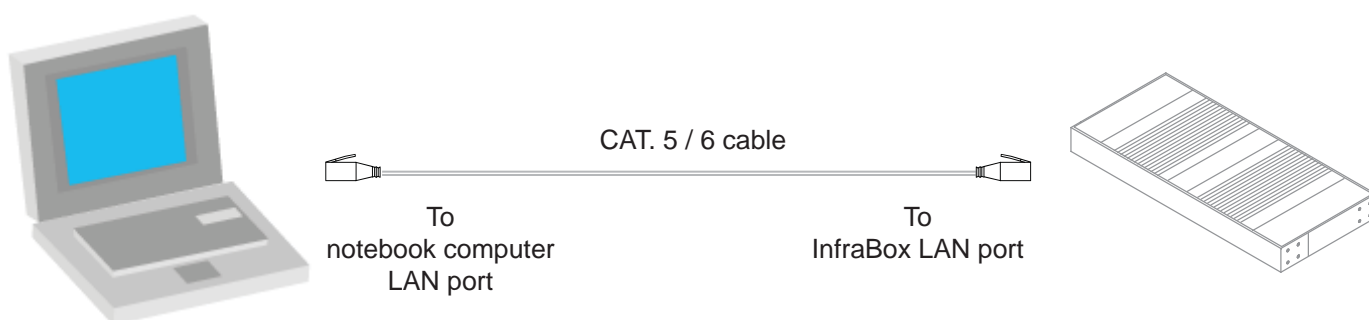 CAT. 5 / 6 cable
To
notebook computer
LAN port
To
InfraBox LAN port